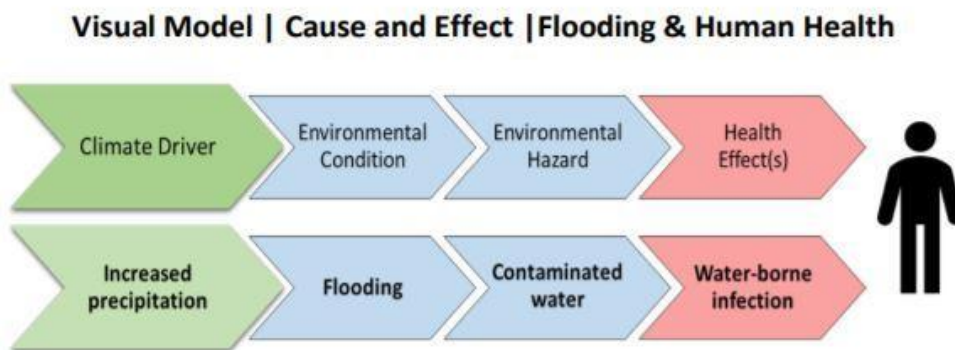 Visual Model | Cause and Effect |Flooding & Human Health
Climate Driver
Environmental
Condition
Environmental
Hazard
Health
Effect(s)
Increased
precipitation
Flooding
Contaminated
water
Water-borne
infection